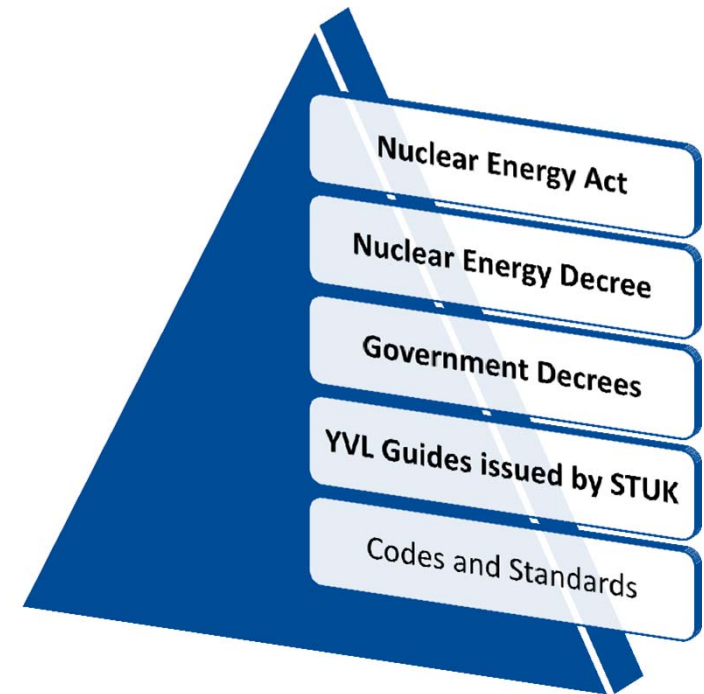 Nuclear Energy Act
Nuclear Energy Decree
Government Decrees
YVL Guides issued by STUK
Codes and Standards